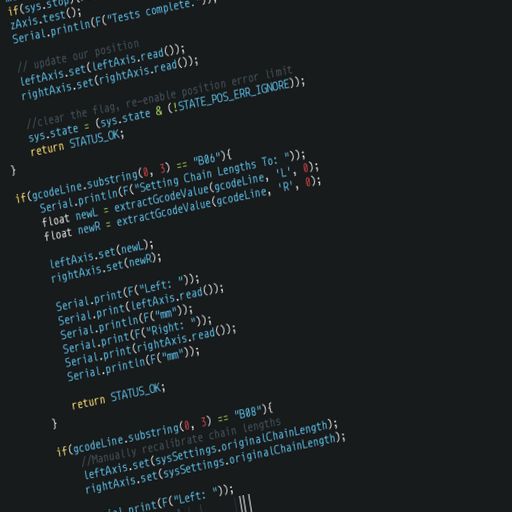 if(sys.stop)
zAxis.test();
Serial.println(F("Tests complete."));
// update our position
leftAxis.set(leftAxis.read());
rightAxis.set(rightAxis.read());
//clear the flag, re-enable position error limit
sys.state = (sys.state & (!STATE_POS_ERR_IGNORE));
return STATUS_OK;
}
if(gcodeLine.substring(0, 3) == "B06"){
Serial.println(F("Setting Chain Lengths To: "));
float newL = extractGcodeValue(gcodeLine, 'L', 0);
float newR = extractGcodeValue(gcodeLine, 'R', 0);
leftAxis.set(newL);
rightAxis.set(newR);
Serial.print(F("Left: "));
Serial.print(leftAxis.read());
Serial.println(F("mm"));
Serial.print(F("Right: "));
Serial.print(rightAxis.read());
Serial.println(F("mm"));
return STATUS_OK;
}
if(gcodeLine.substring(0, 3) == "B08"){
//Manually recalibrate chain lengths
leftAxis.set(sysSettings.originalChainLength);
rightAxis.set(sysSettings.originalChainLength);
print(F("Left: "));